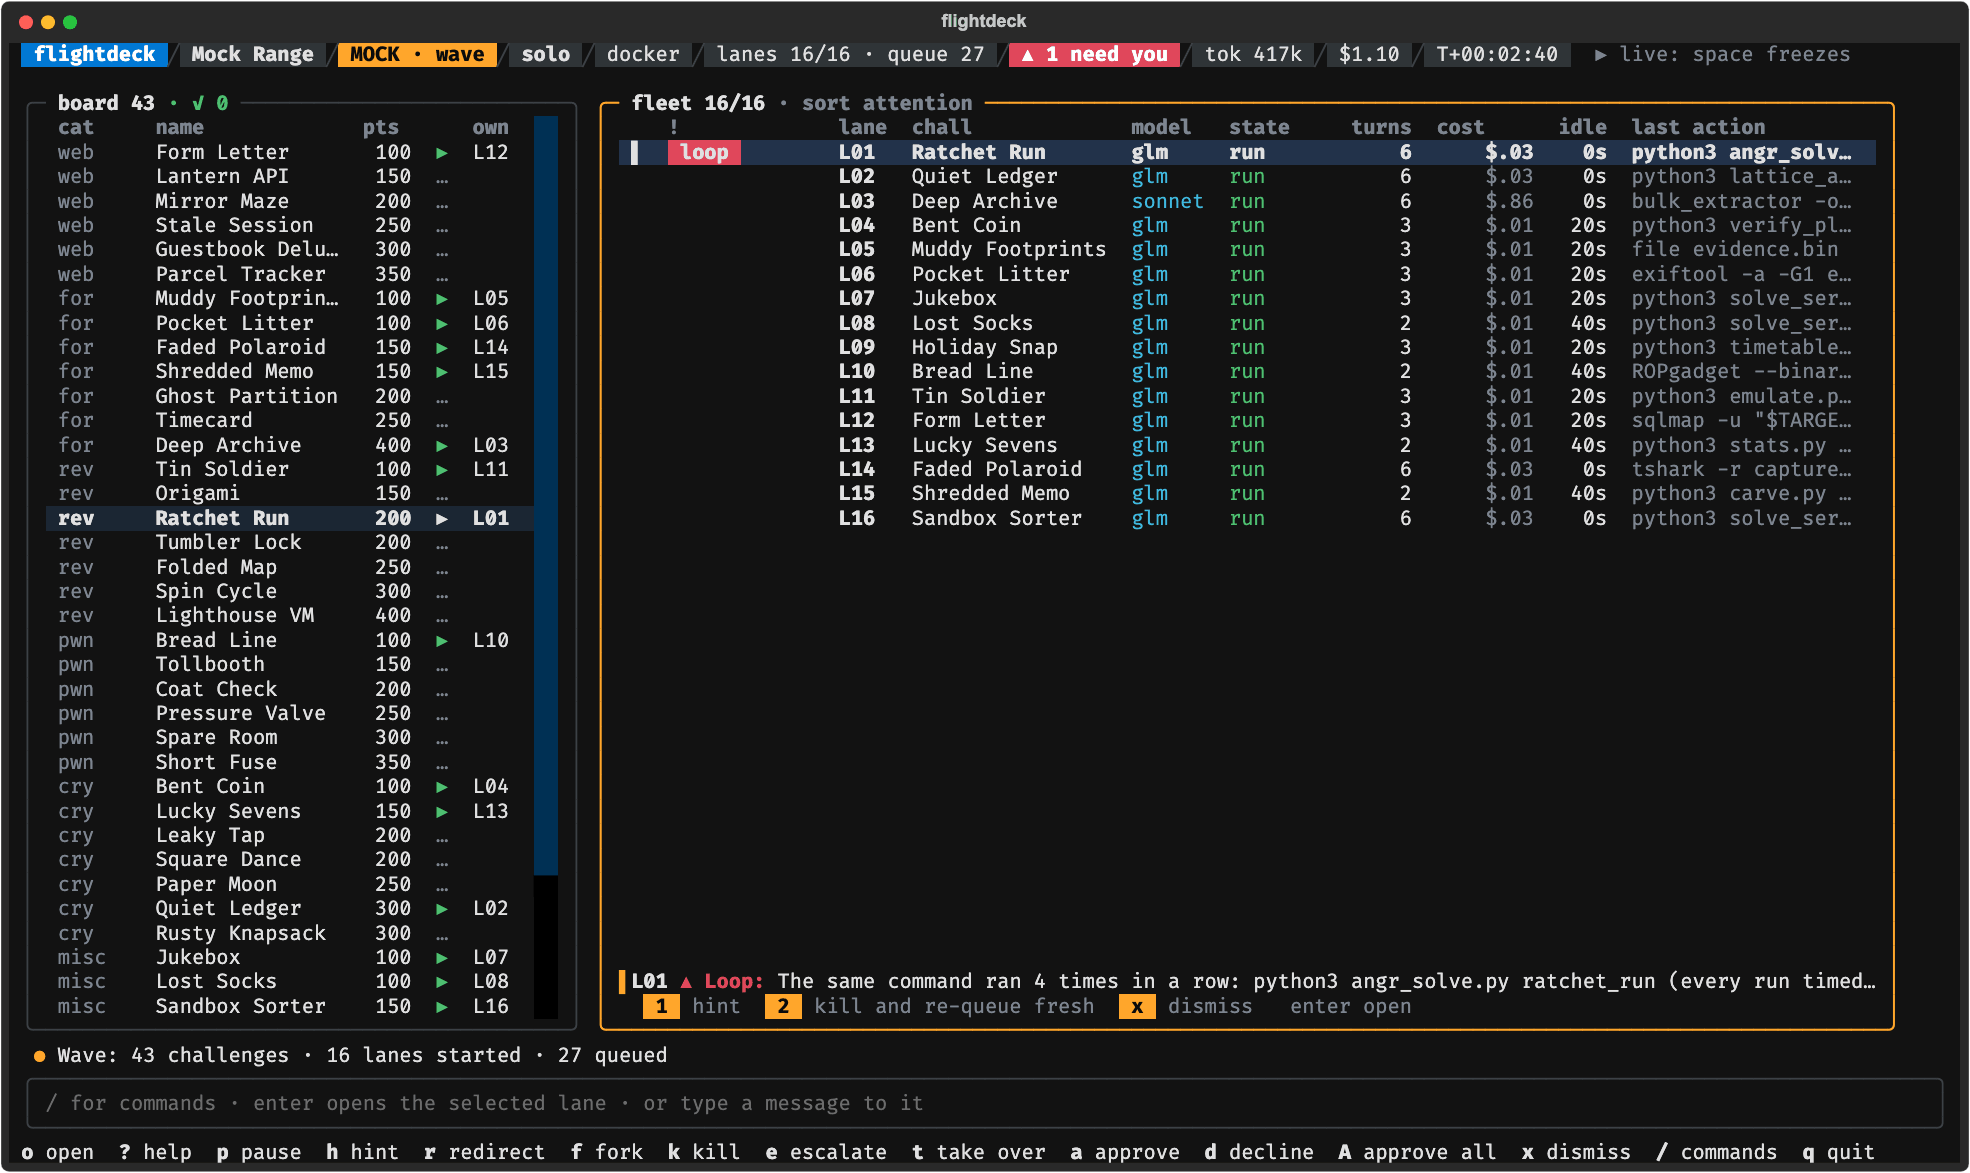 flightdeck
flightdeck / Mock Range / MOCK · wave / solo / docker / lanes 16/16 · queue 27 / ▲ 1 need you / tok 417k / $1.10 / T+00:02:40 ▶ live: space freezes
board 43 · √ 0
cat name pts own
web Form Letter 100 ▶ L12
web Lantern API 150 …
web Mirror Maze 200 …
web Stale Session 250 …
web Guestbook Delu… 300 …
web Parcel Tracker 350 …
for Muddy Footprin… 100 ▶ L05
for Pocket Litter 100 ▶ L06
for Faded Polaroid 150 ▶ L14
for Shredded Memo 150 ▶ L15
for Ghost Partition 200 …
for Timecard 250 …
for Deep Archive 400 ▶ L03
rev Tin Soldier 100 ▶ L11
rev Origami 150 …
rev Ratchet Run 200 ▶ L01
rev Tumbler Lock 200 …
rev Folded Map 250 …
rev Spin Cycle 300 …
rev Lighthouse VM 400 …
pwn Bread Line 100 ▶ L10
pwn Tollbooth 150 …
pwn Coat Check 200 …
pwn Pressure Valve 250 …
pwn Spare Room 300 …
pwn Short Fuse 350 …
cry Bent Coin 100 ▶ L04
cry Lucky Sevens 150 ▶ L13
cry Leaky Tap 200 …
cry Square Dance 200 …
cry Paper Moon 250 …
cry Quiet Ledger 300 ▶ L02
cry Rusty Knapsack 300 …
misc Jukebox 100 ▶ L07
misc Lost Socks 100 ▶ L08
misc Sandbox Sorter 150 ▶ L16
fleet 16/16 · sort attention
! lane chall model state turns cost idle last action
loop L01 Ratchet Run glm run 6 $.03 0s python3 angr_solv…
L02 Quiet Ledger glm run 6 $.03 0s python3 lattice_a…
L03 Deep Archive sonnet run 6 $.86 0s bulk_extractor -o…
L04 Bent Coin glm run 3 $.01 20s python3 verify_pl…
L05 Muddy Footprints glm run 3 $.01 20s file evidence.bin
L06 Pocket Litter glm run 3 $.01 20s exiftool -a -G1 e…
L07 Jukebox glm run 3 $.01 20s python3 solve_ser…
L08 Lost Socks glm run 2 $.01 40s python3 solve_ser…
L09 Holiday Snap glm run 3 $.01 20s python3 timetable…
L10 Bread Line glm run 2 $.01 40s ROPgadget --binar…
L11 Tin Soldier glm run 3 $.01 20s python3 emulate.p…
L12 Form Letter glm run 3 $.01 20s sqlmap -u "$TARGE…
L13 Lucky Sevens glm run 2 $.01 40s python3 stats.py …
L14 Faded Polaroid glm run 6 $.03 0s tshark -r capture…
L15 Shredded Memo glm run 2 $.01 40s python3 carve.py …
L16 Sandbox Sorter glm run 6 $.03 0s python3 solve_ser…
L01 ▲ Loop: The same command ran 4 times in a row: python3 angr_solve.py ratchet_run (every run timed…
1 hint 2 kill and re-queue fresh x dismiss enter open
● Wave: 43 challenges · 16 lanes started · 27 queued
/ for commands · enter opens the selected lane · or type a message to it
o open ? help p pause h hint r redirect f fork k kill e escalate t take over a approve d decline A approve all x dismiss / commands q quit